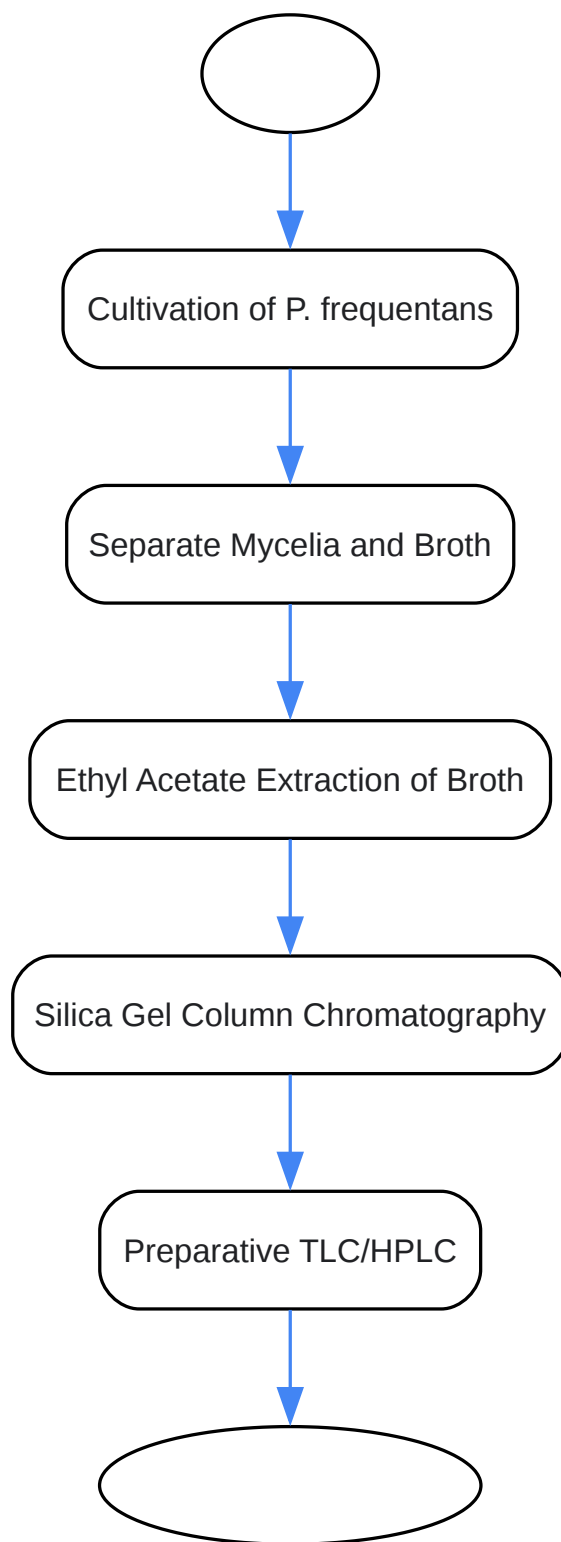 Cultivation of P. frequentans
Separate Mycelia and Broth
Ethyl Acetate Extraction of Broth
Silica Gel Column Chromatography
Preparative TLC/HPLC